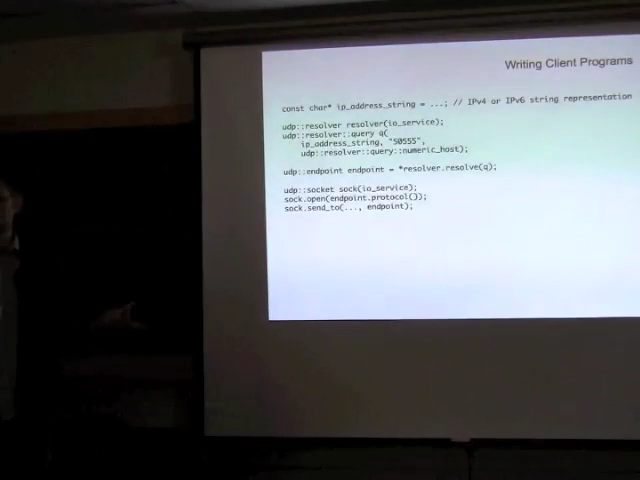 Writing Client Programs
const char* ip_address_string = ...; // IPv4 or IPv6 string representation
udp::resolver resolver(io_service);
udp::resolver::query q(
ip_address_string, "50555",
udp::resolver::query::numeric_host);
udp::endpoint endpoint = *resolver.resolve(q);
udp::socket sock(io_service);
sock.open(endpoint.protocol());
sock.send_to(..., endpoint);